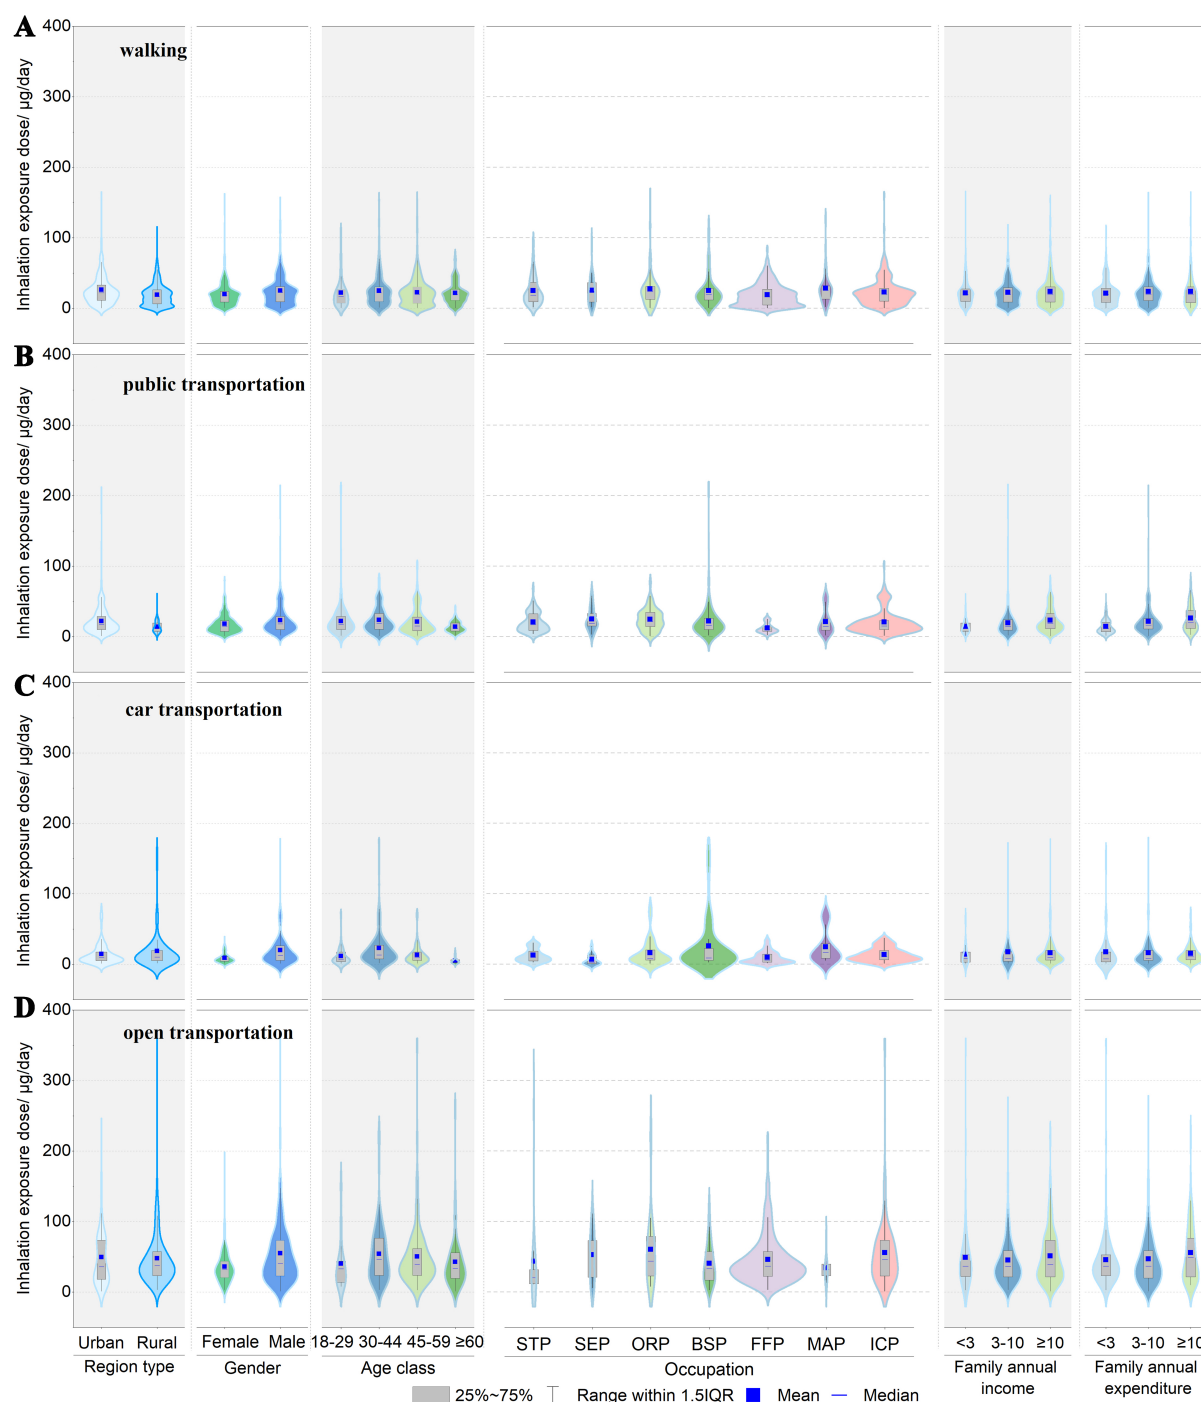 A
walking
Inhalation exposure dose/ µg/day
400
300
200
100
0
B
public transportation
Inhalation exposure dose/ µg/day
400
300
200
100
0
C
car transportation
Inhalation exposure dose/ µg/day
400
300
200
100
0
D
open transportation
Inhalation exposure dose/ µg/day
400
300
200
100
0
Urban Rural Female Male 18-29 30-44 45-59 ≥60 STP SEP ORP BSP FFP MAP ICP <3 3-10 ≥10 <3 3-10 ≥10
Region type Gender Age class Occupation Family annual income Family annual expenditure
25%~75% Range within 1.5IQR Mean Median